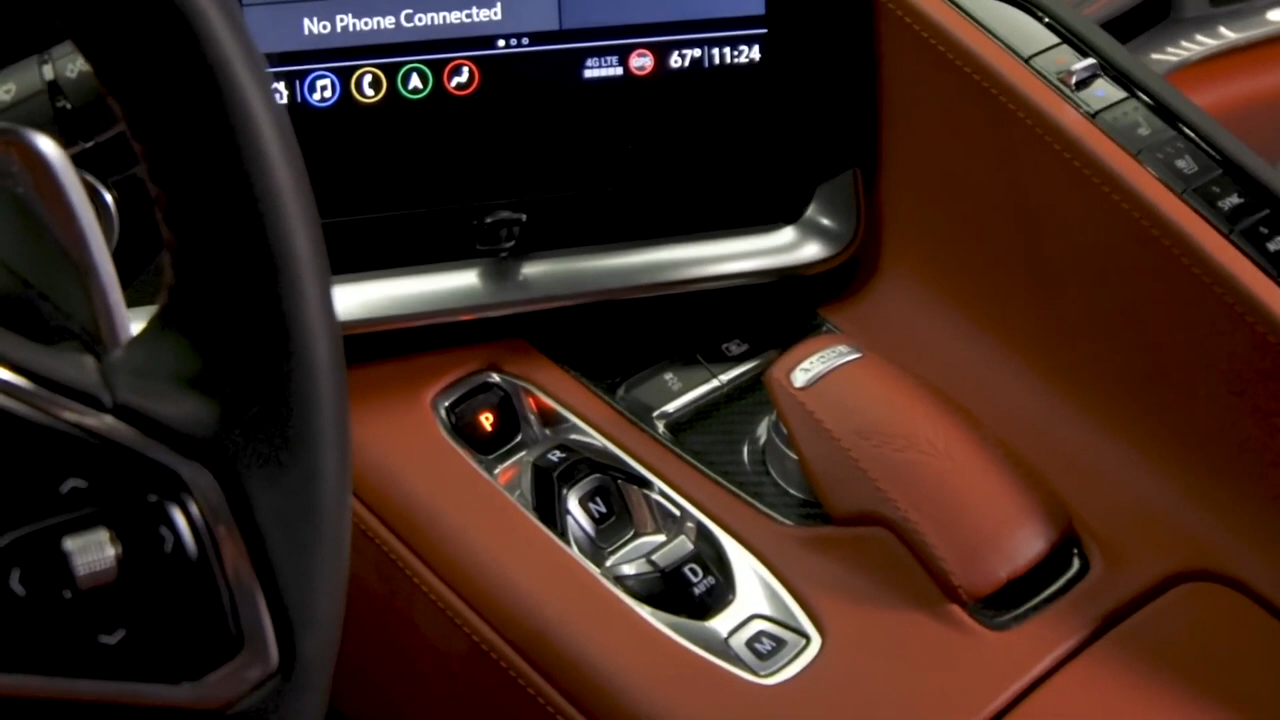 No Phone Connected
4G LTE
GPS
67° 11:24
SYNC
P
R
N
D
AUTO
M